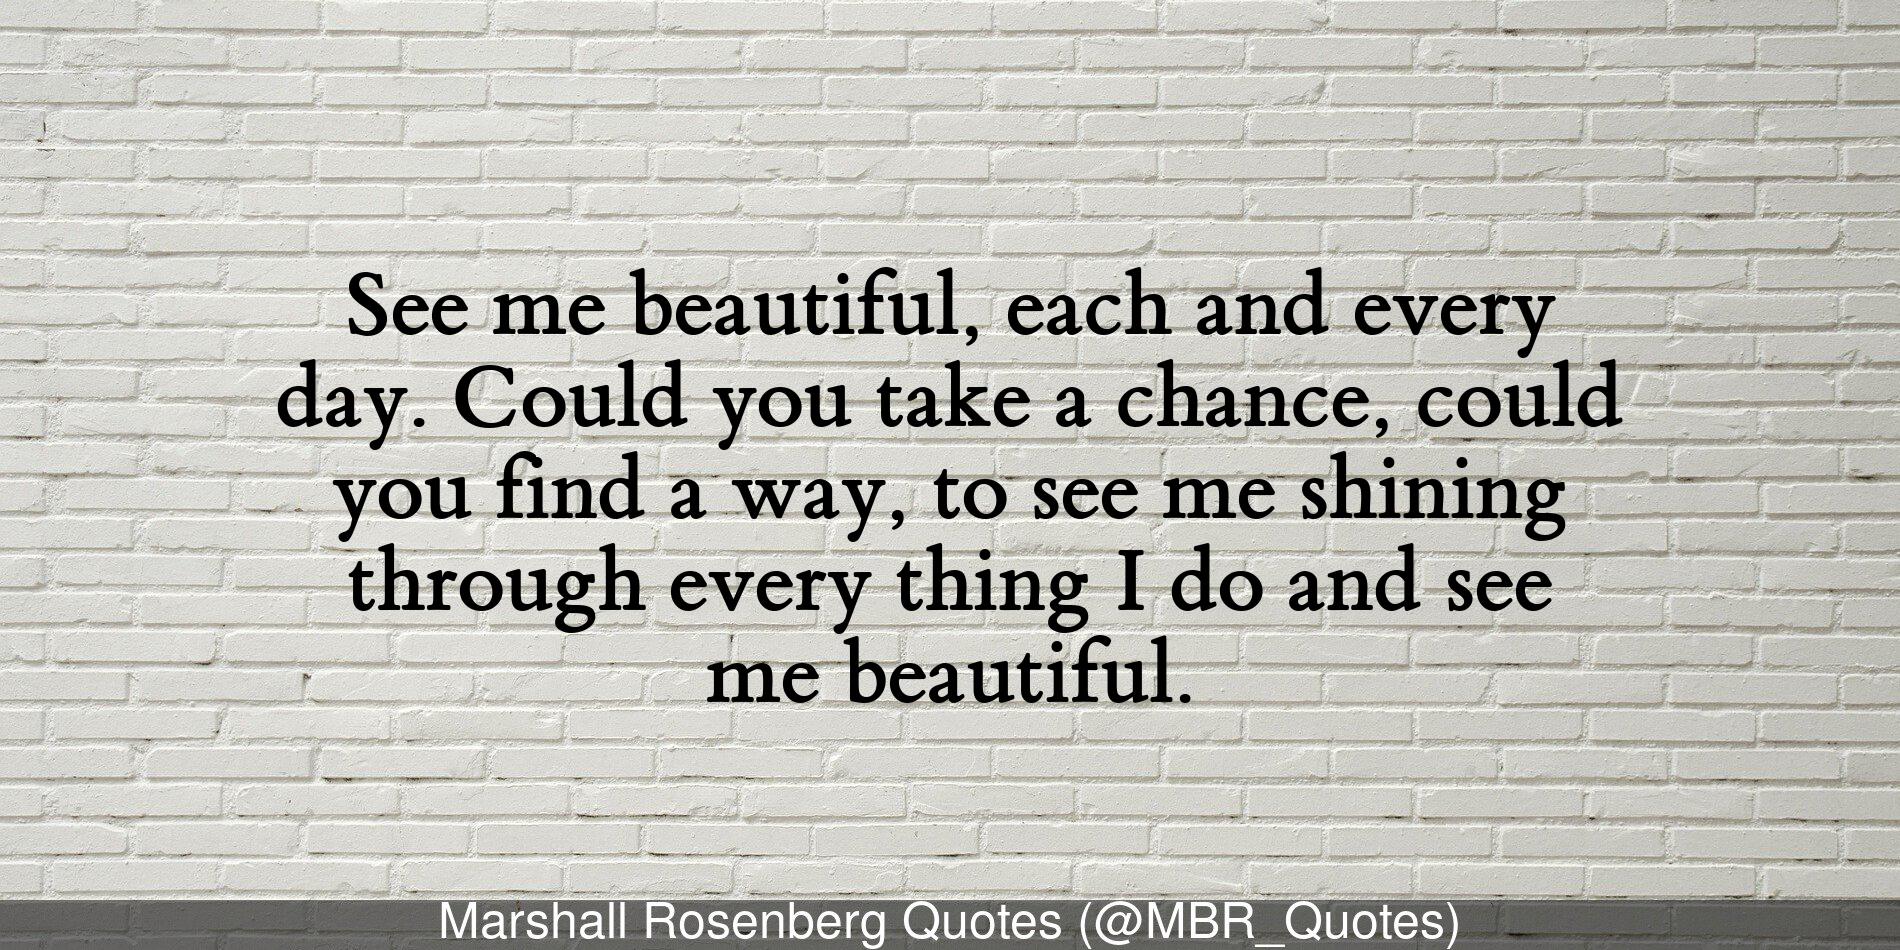 See me beautiful, each and every
day. Could you take a chance, could
you find a way, to see me shining
through every thing I do and see
me beautiful.
Marshall Rosenberg Quotes (@MBR_Quotes)